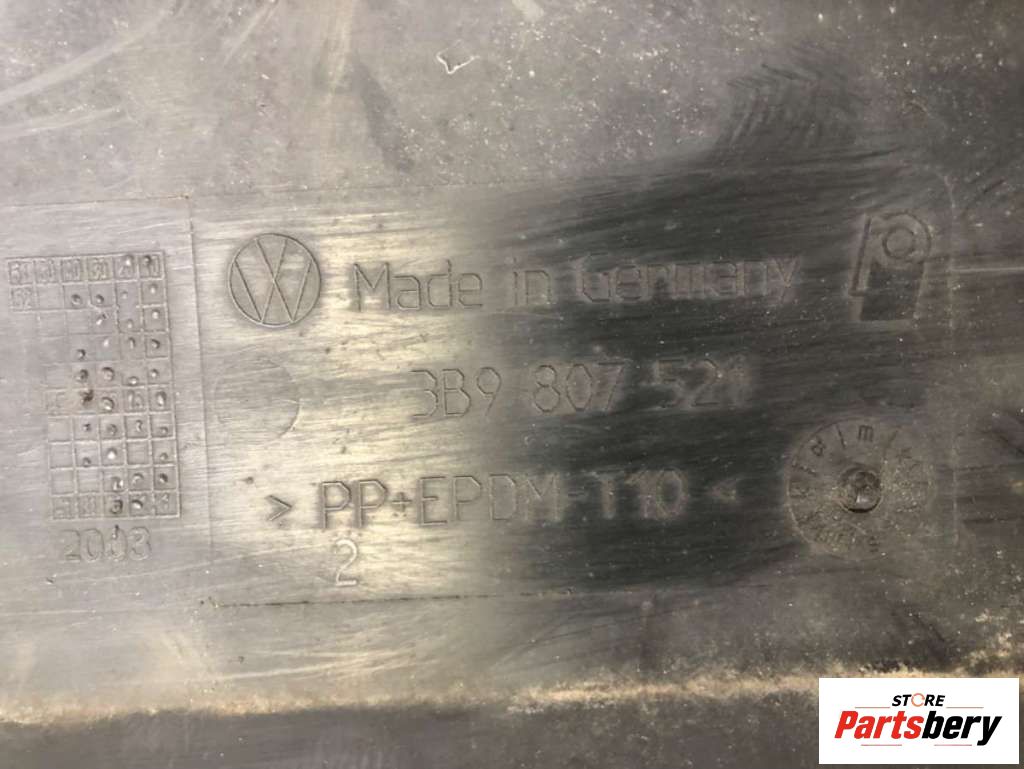 Made in Germany
3B9 807 521
> PP+EPDM-T10 <
2003
2
STORE
Partsbery